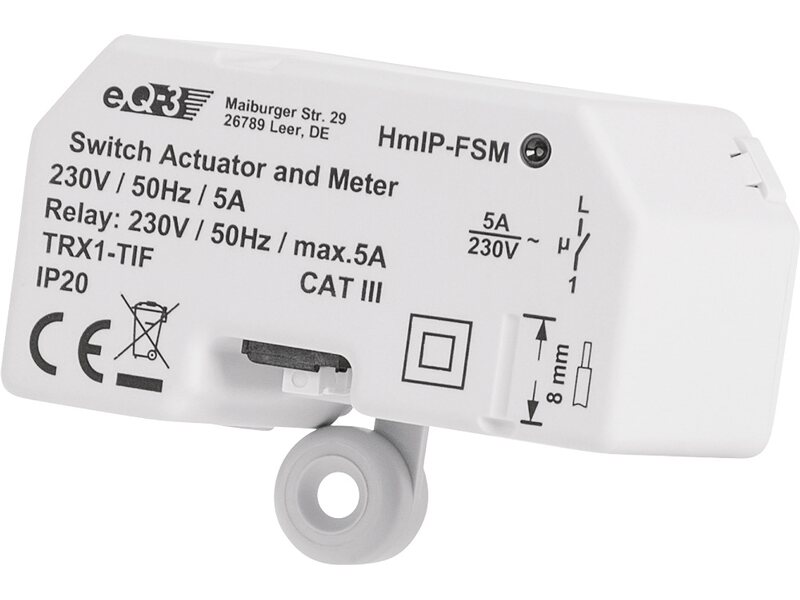 eQ-3
Maiburger Str. 29
26789 Leer, DE
HmIP-FSM
Switch Actuator and Meter
230V / 50Hz / 5A
Relay: 230V / 50Hz / max.5A
TRX1-TIF
IP20
CAT III
CE
5A
230V ~
L
µ
1
8 mm